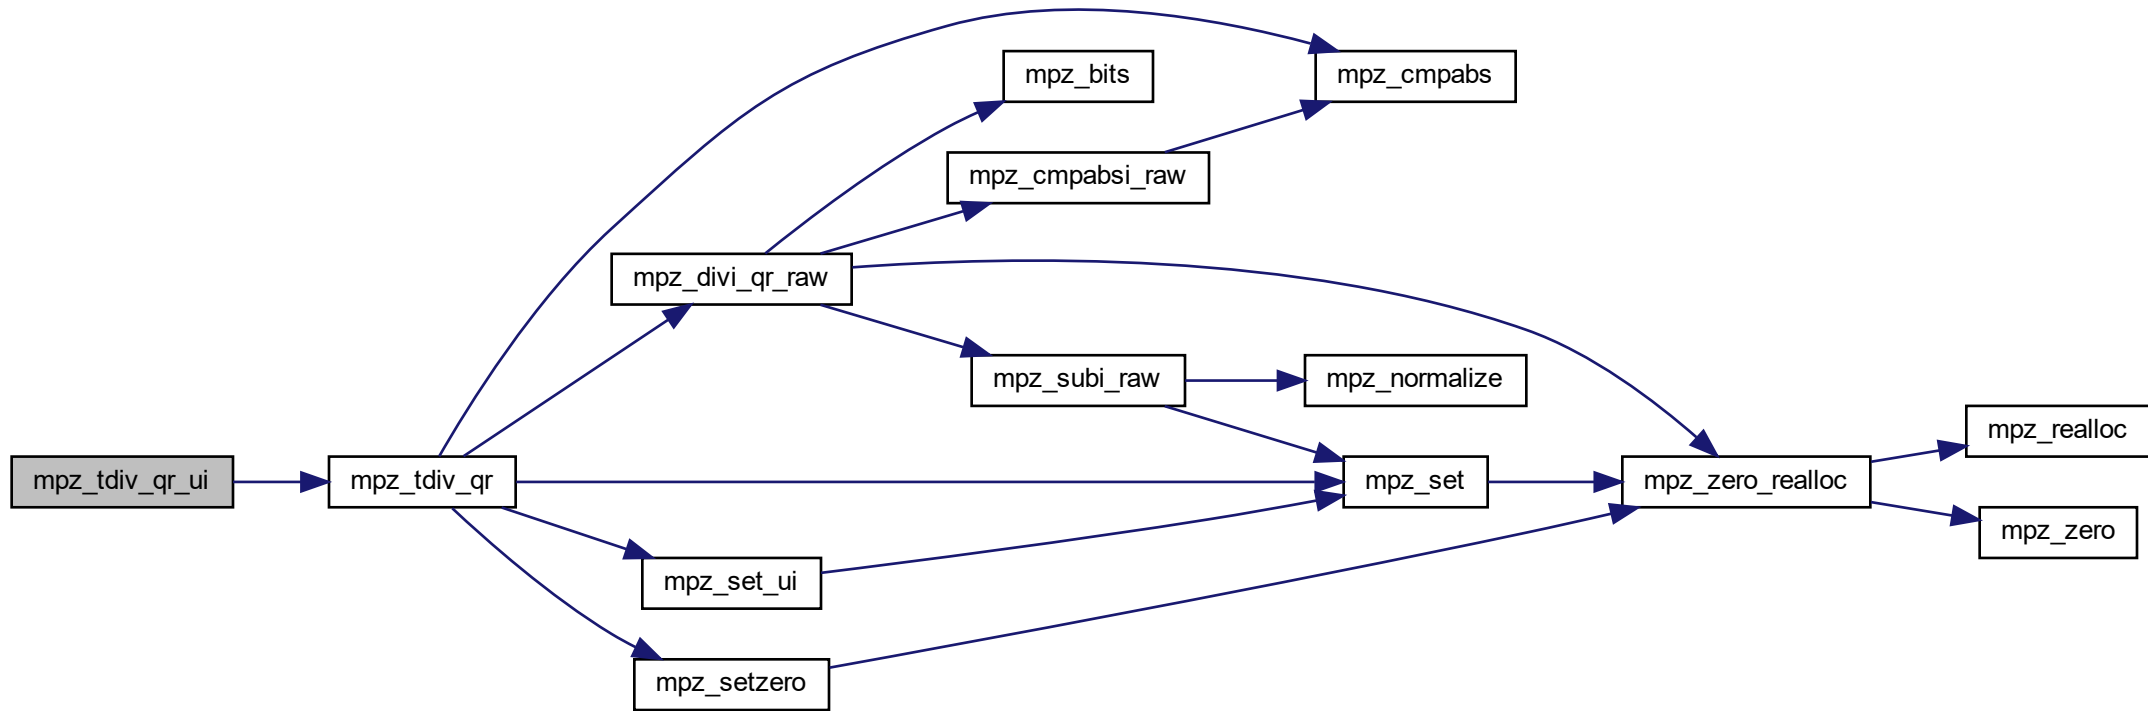 mpz_bits
mpz_cmpabs
mpz_cmpabsi_raw
mpz_divi_qr_raw
mpz_subi_raw
mpz_normalize
mpz_realloc
mpz_tdiv_qr_ui
mpz_tdiv_qr
mpz_set
mpz_zero_realloc
mpz_zero
mpz_set_ui
mpz_setzero